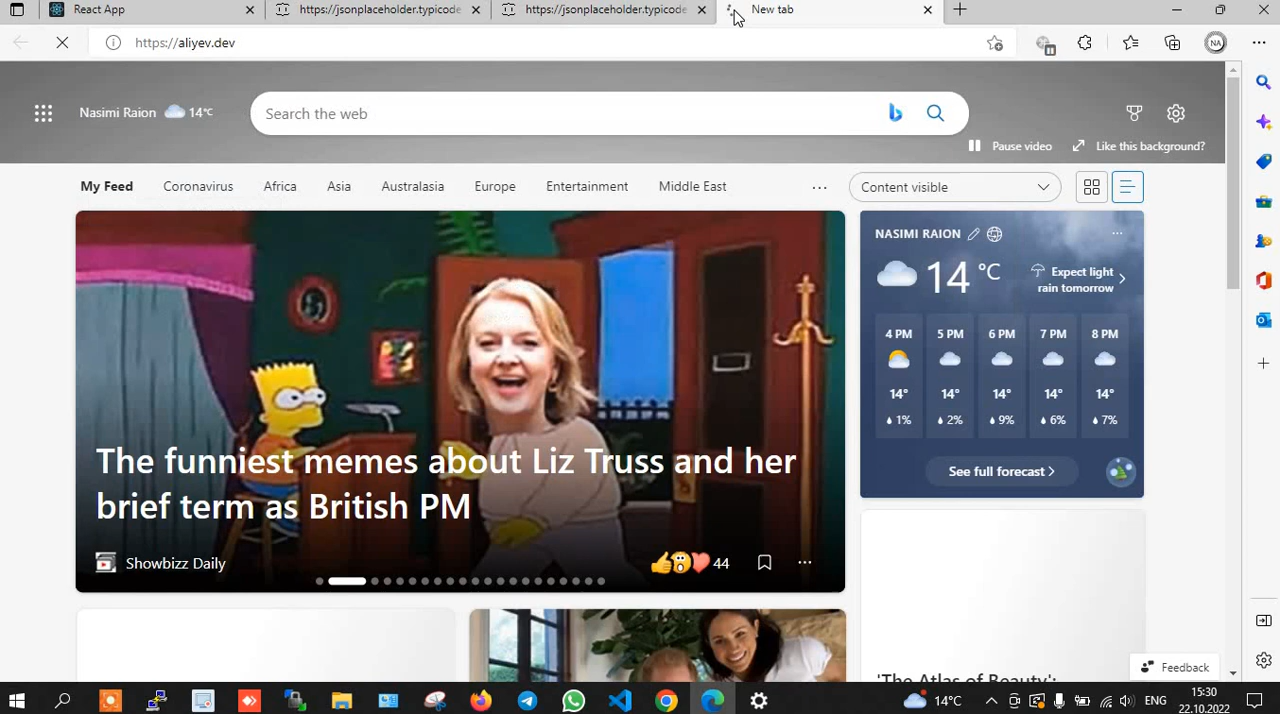 React App
https://jsonplaceholder.typicode
https://jsonplaceholder.typicode
New tab
https://aliyev.dev
NA
Nasimi Raion
14°C
Search the web
Pause video
Like this background?
My Feed
Coronavirus
Africa
Asia
Australasia
Europe
Entertainment
Middle East
Content visible
The funniest memes about Liz Truss and her
brief term as British PM
Showbizz Daily
44
NASIMI RAION
14 °C
Expect light
rain tomorrow
4 PM 5 PM 6 PM 7 PM 8 PM
14° 14° 14° 14° 14°
1% 2% 9% 6% 7%
See full forecast
'The Atlas of Beauty':
Feedback
14°C
ENG
15:30
22.10.2022